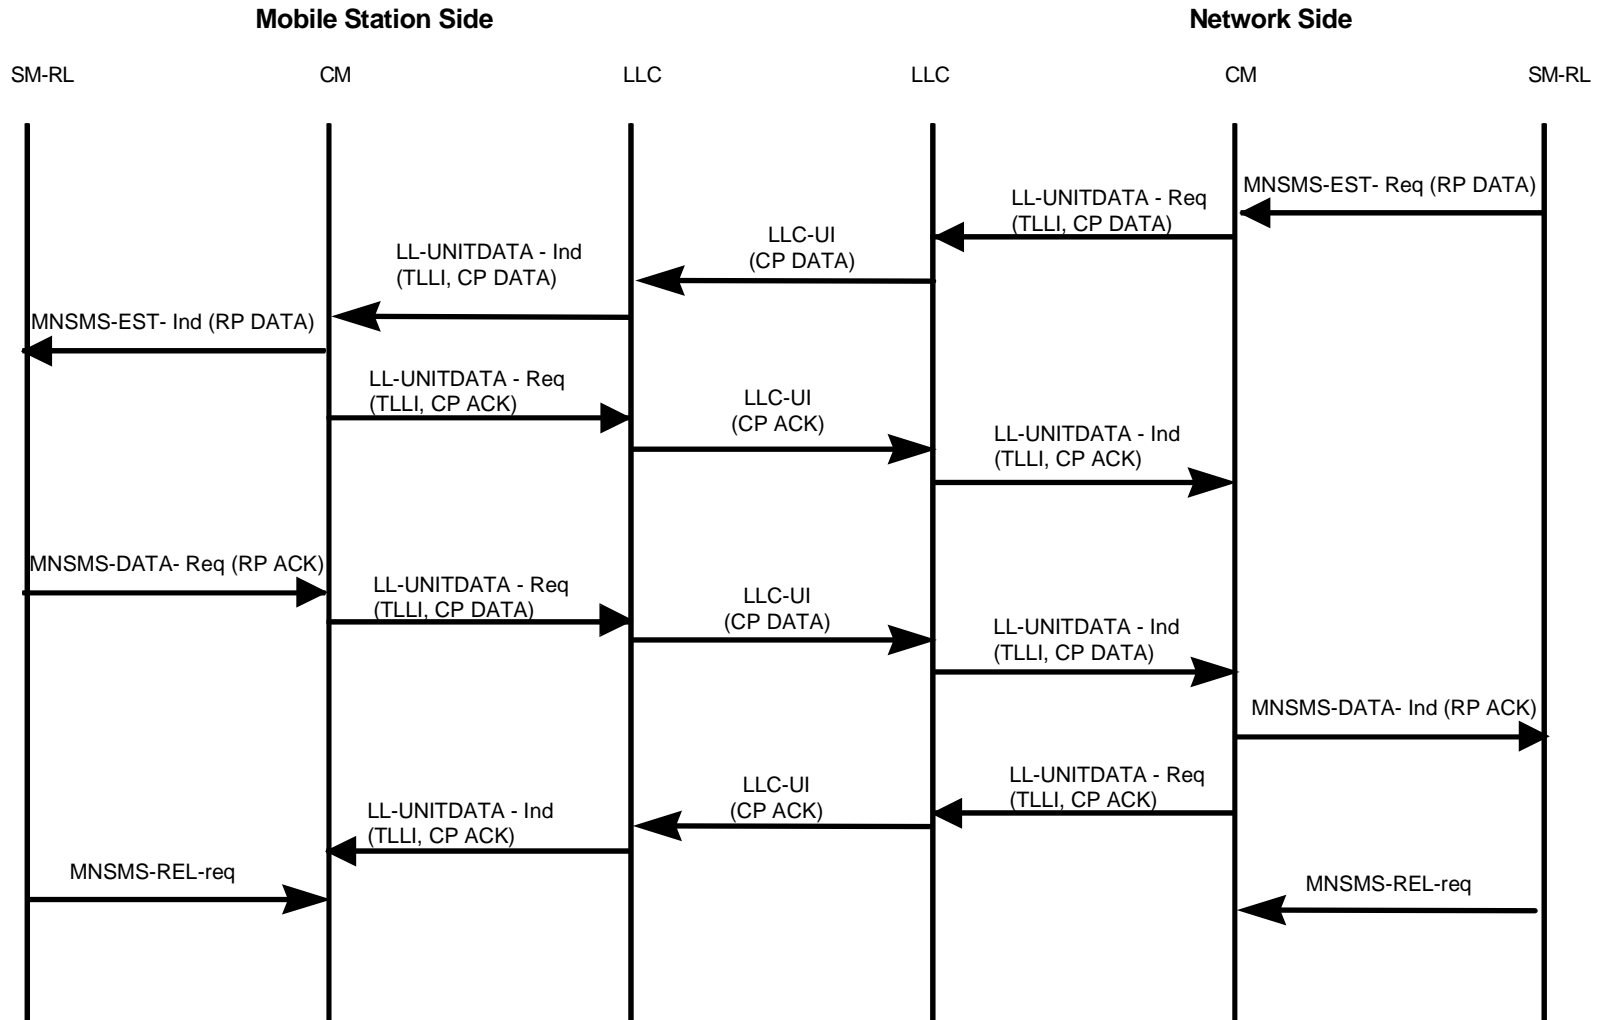 Mobile Station Side
Network Side
SM-RL
CM
LLC
LLC
CM
SM-RL
MNSMS-EST- Req (RP DATA)
LL-UNITDATA - Req
(TLLI, CP DATA)
LLC-UI
(CP DATA)
LL-UNITDATA - Ind
(TLLI, CP DATA)
MNSMS-EST- Ind (RP DATA)
LL-UNITDATA - Req
(TLLI, CP ACK)
LLC-UI
(CP ACK)
LL-UNITDATA - Ind
(TLLI, CP ACK)
MNSMS-DATA- Req (RP ACK)
LL-UNITDATA - Req
(TLLI, CP DATA)
LLC-UI
(CP DATA)
LL-UNITDATA - Ind
(TLLI, CP DATA)
MNSMS-DATA- Ind (RP ACK)
LL-UNITDATA - Req
(TLLI, CP ACK)
LLC-UI
(CP ACK)
LL-UNITDATA - Ind
(TLLI, CP ACK)
MNSMS-REL-req
MNSMS-REL-req